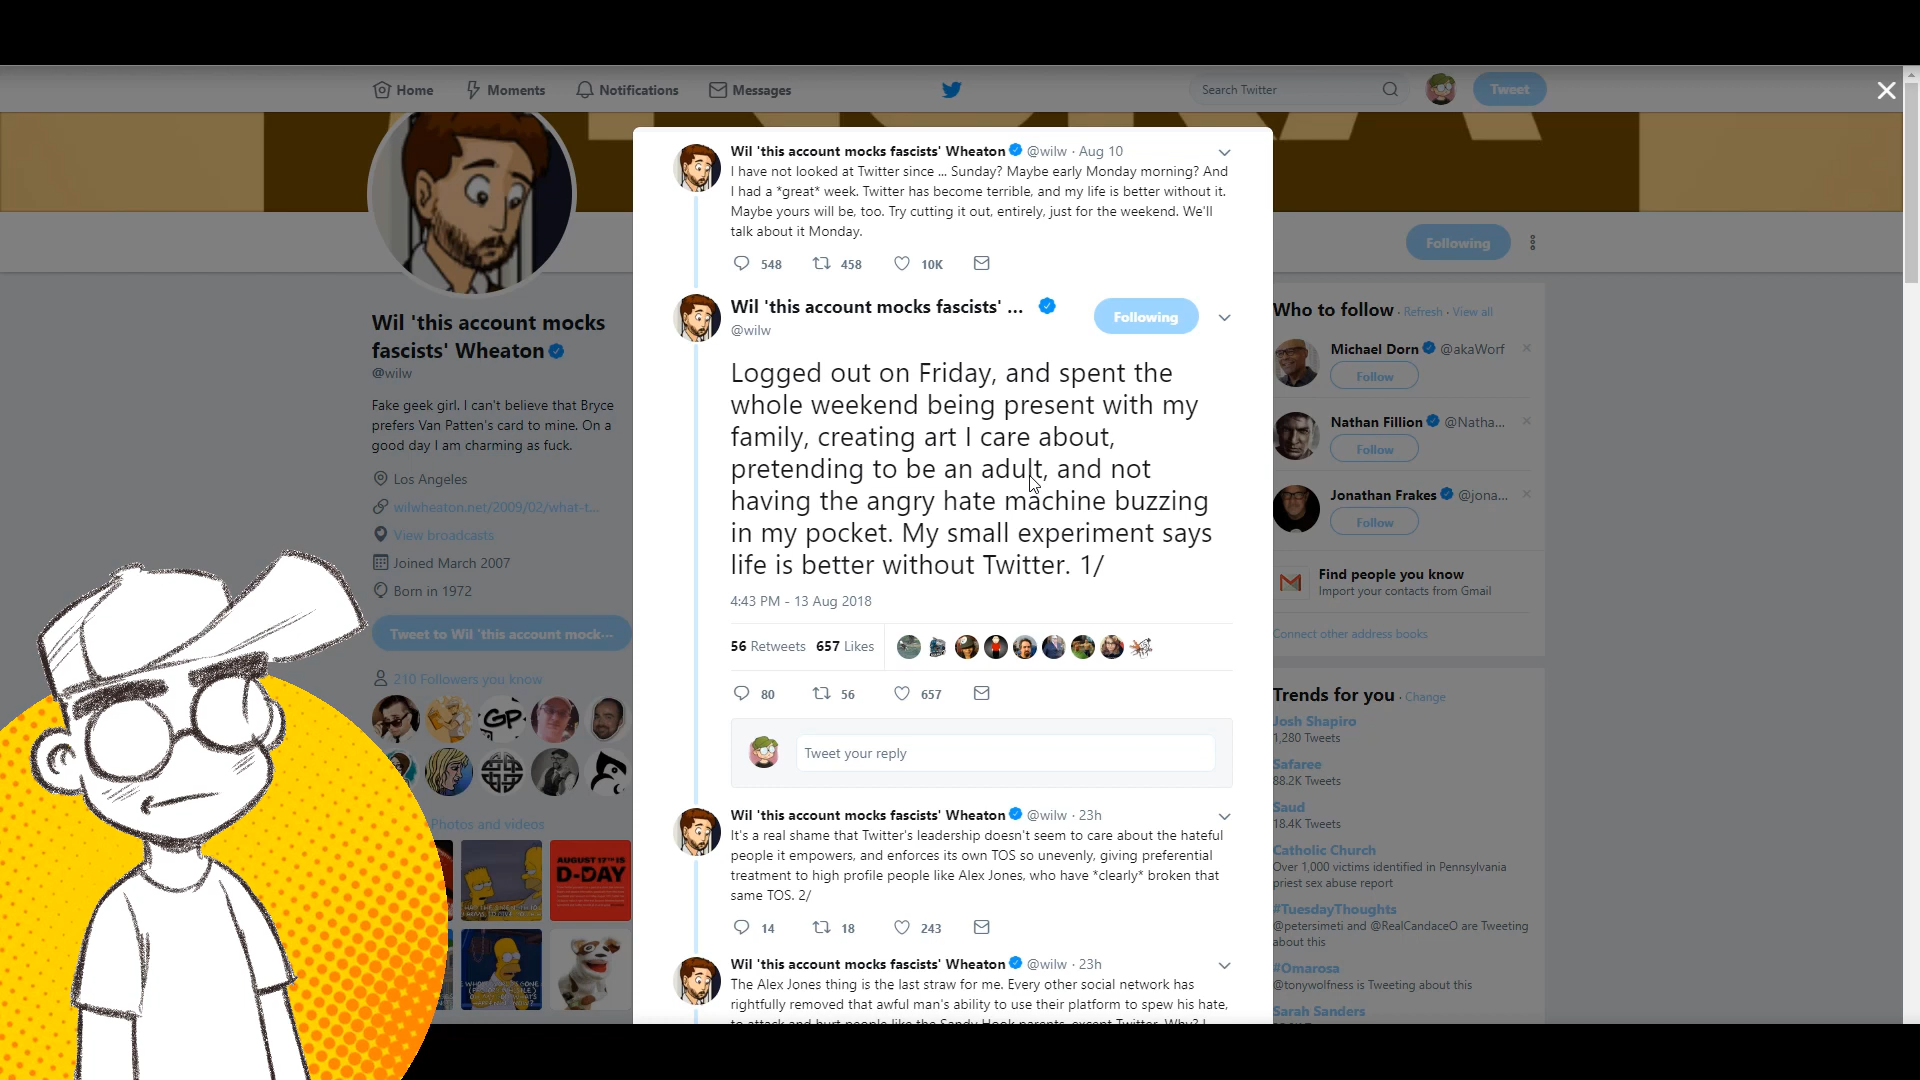 Home
Moments
Notifications
Messages
Search Twitter
Tweet
Following
Wil 'this account mocks
fascists' Wheaton
@wilw
Fake geek girl. I can't believe that Bryce
prefers Van Patten's card to mine. On a
good day I am charming as fuck.
Los Angeles
wilwheaton.net/2009/02/what-t...
View broadcasts
Joined March 2007
Born in 1972
Tweet to Wil 'this account mock...
210 Followers you know
GP
Photos and videos
AUGUST 17TH IS
D-DAY
Wil 'this account mocks fascists' Wheaton @wilw · Aug 10
I have not looked at Twitter since ... Sunday? Maybe early Monday morning? And
I had a *great* week. Twitter has become terrible, and my life is better without it.
Maybe yours will be, too. Try cutting it out, entirely, just for the weekend. We'll
talk about it Monday.
548 458 10K
Wil 'this account mocks fascists' ...
@wilw
Following
Logged out on Friday, and spent the
whole weekend being present with my
family, creating art I care about,
pretending to be an adult, and not
having the angry hate machine buzzing
in my pocket. My small experiment says
life is better without Twitter. 1/
4:43 PM - 13 Aug 2018
56 Retweets 657 Likes
80 56 657
Tweet your reply
Wil 'this account mocks fascists' Wheaton @wilw · 23h
It's a real shame that Twitter's leadership doesn't seem to care about the hateful
people it empowers, and enforces its own TOS so unevenly, giving preferential
treatment to high profile people like Alex Jones, who have *clearly* broken that
same TOS. 2/
14 18 243
Wil 'this account mocks fascists' Wheaton @wilw · 23h
The Alex Jones thing is the last straw for me. Every other social network has
rightfully removed that awful man's ability to use their platform to spew his hate,
to attack and hurt people like the Sandy Hook parents, except Twitter. Why? I
Who to follow · Refresh · View all
Michael Dorn @akaWorf
Follow
Nathan Fillion @Natha...
Follow
Jonathan Frakes @jona...
Follow
Find people you know
Import your contacts from Gmail
Connect other address books
Trends for you · Change
Josh Shapiro
1,280 Tweets
Safaree
88.2K Tweets
Saud
18.4K Tweets
Catholic Church
Over 1,000 victims identified in Pennsylvania
priest sex abuse report
#TuesdayThoughts
@petersimeti and @RealCandaceO are Tweeting
about this
#Omarosa
@tonywolfness is Tweeting about this
Sarah Sanders